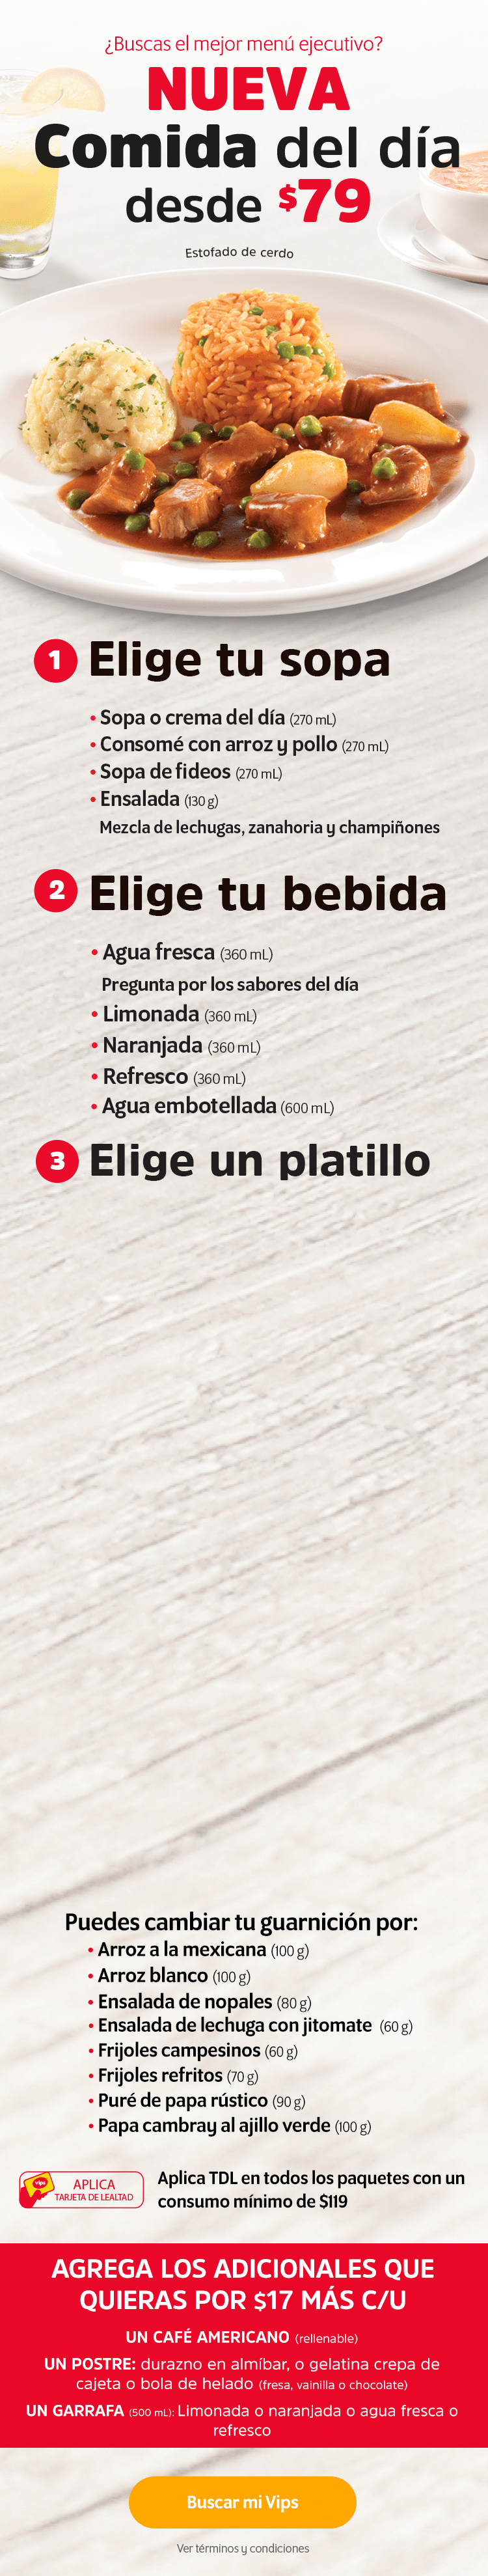 ¿Buscas el mejor menú ejecutivo?
NUEVA
Comida del día
desde $79
Estofado de cerdo
1 Elige tu sopa
• Sopa o crema del día (270 mL)
• Consomé con arroz y pollo (270 mL)
• Sopa de fideos (270 mL)
• Ensalada (130 g)
Mezcla de lechugas, zanahoria y champiñones
2 Elige tu bebida
• Agua fresca (360 mL)
Pregunta por los sabores del día
• Limonada (360 mL)
• Naranjada (360 mL)
• Refresco (360 mL)
• Agua embotellada (600 mL)
3 Elige un platillo
Puedes cambiar tu guarnición por:
• Arroz a la mexicana (100 g)
• Arroz blanco (100 g)
• Ensalada de nopales (80 g)
• Ensalada de lechuga con jitomate (60 g)
• Frijoles campesinos (60 g)
• Frijoles refritos (70 g)
• Puré de papa rústico (90 g)
• Papa cambray al ajillo verde (100 g)
vips
APLICA
TARJETA DE LEALTAD
Aplica TDL en todos los paquetes con un
consumo mínimo de $119
AGREGA LOS ADICIONALES QUE
QUIERAS POR $17 MÁS C/U
UN CAFÉ AMERICANO (rellenable)
UN POSTRE: durazno en almíbar, o gelatina crepa de
cajeta o bola de helado (fresa, vainilla o chocolate)
UN GARRAFA (500 mL): Limonada o naranjada o agua fresca o
refresco
Buscar mi Vips
Ver términos y condiciones